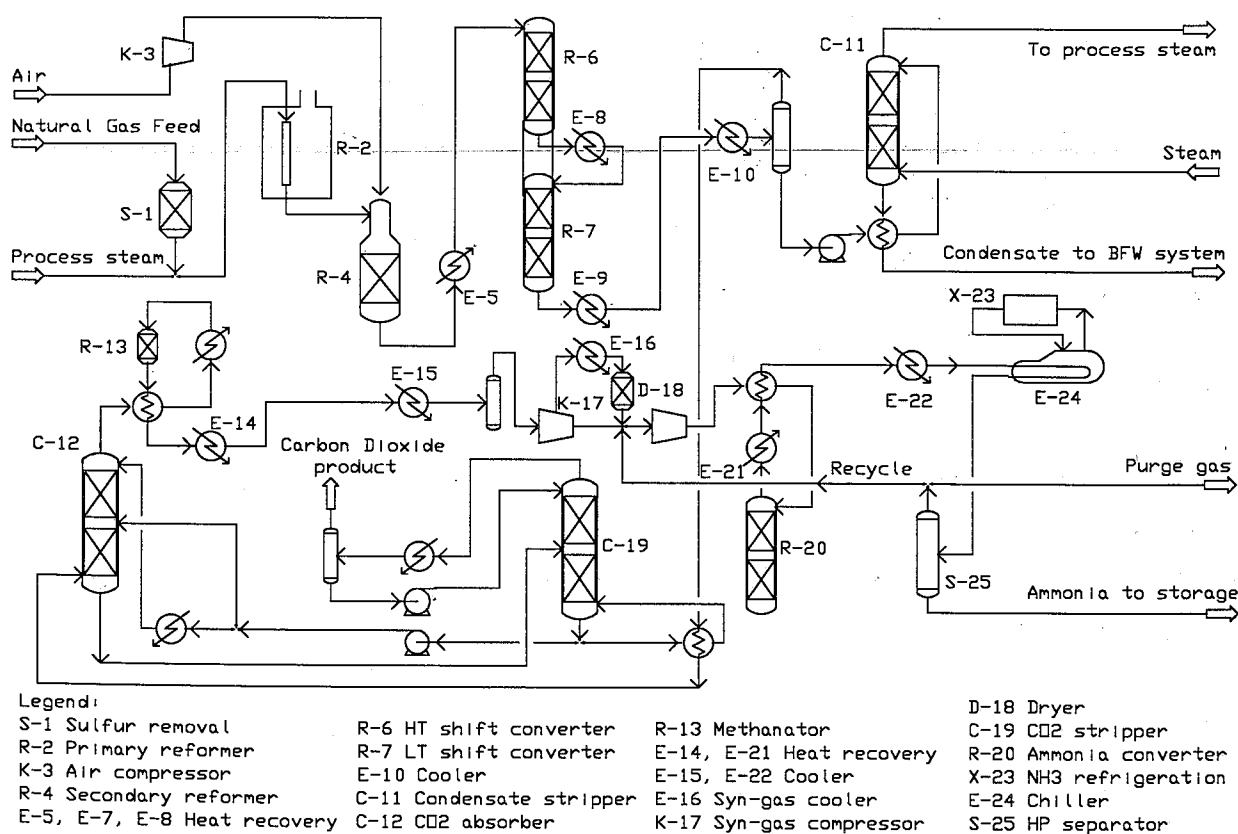 K-3
R-6
C-11
To process steam
Air
E-8
Natural Gas Feed
R-2
E-10
Steam
S-1
R-7
Process steam
R-4
E-5
E-9
Condensate to BFW system
X-23
R-13
E-16
E-15
D-18
K-17
E-14
E-22
E-24
C-12
Carbon Dioxide
product
E-21
Recycle
Purge gas
C-19
R-20
S-25
Ammonia to storage
Legend:
S-1 Sulfur removal
R-2 Primary reformer
K-3 Air compressor
R-4 Secondary reformer
E-5, E-7, E-8 Heat recovery
R-6 HT shift converter
R-7 LT shift converter
E-10 Cooler
C-11 Condensate stripper
C-12 CO2 absorber
R-13 Methanator
E-14, E-21 Heat recovery
E-15, E-22 Cooler
E-16 Syn-gas cooler
K-17 Syn-gas compressor
D-18 Dryer
C-19 CO2 stripper
R-20 Ammonia converter
X-23 NH3 refrigeration
E-24 Chiller
S-25 HP separator